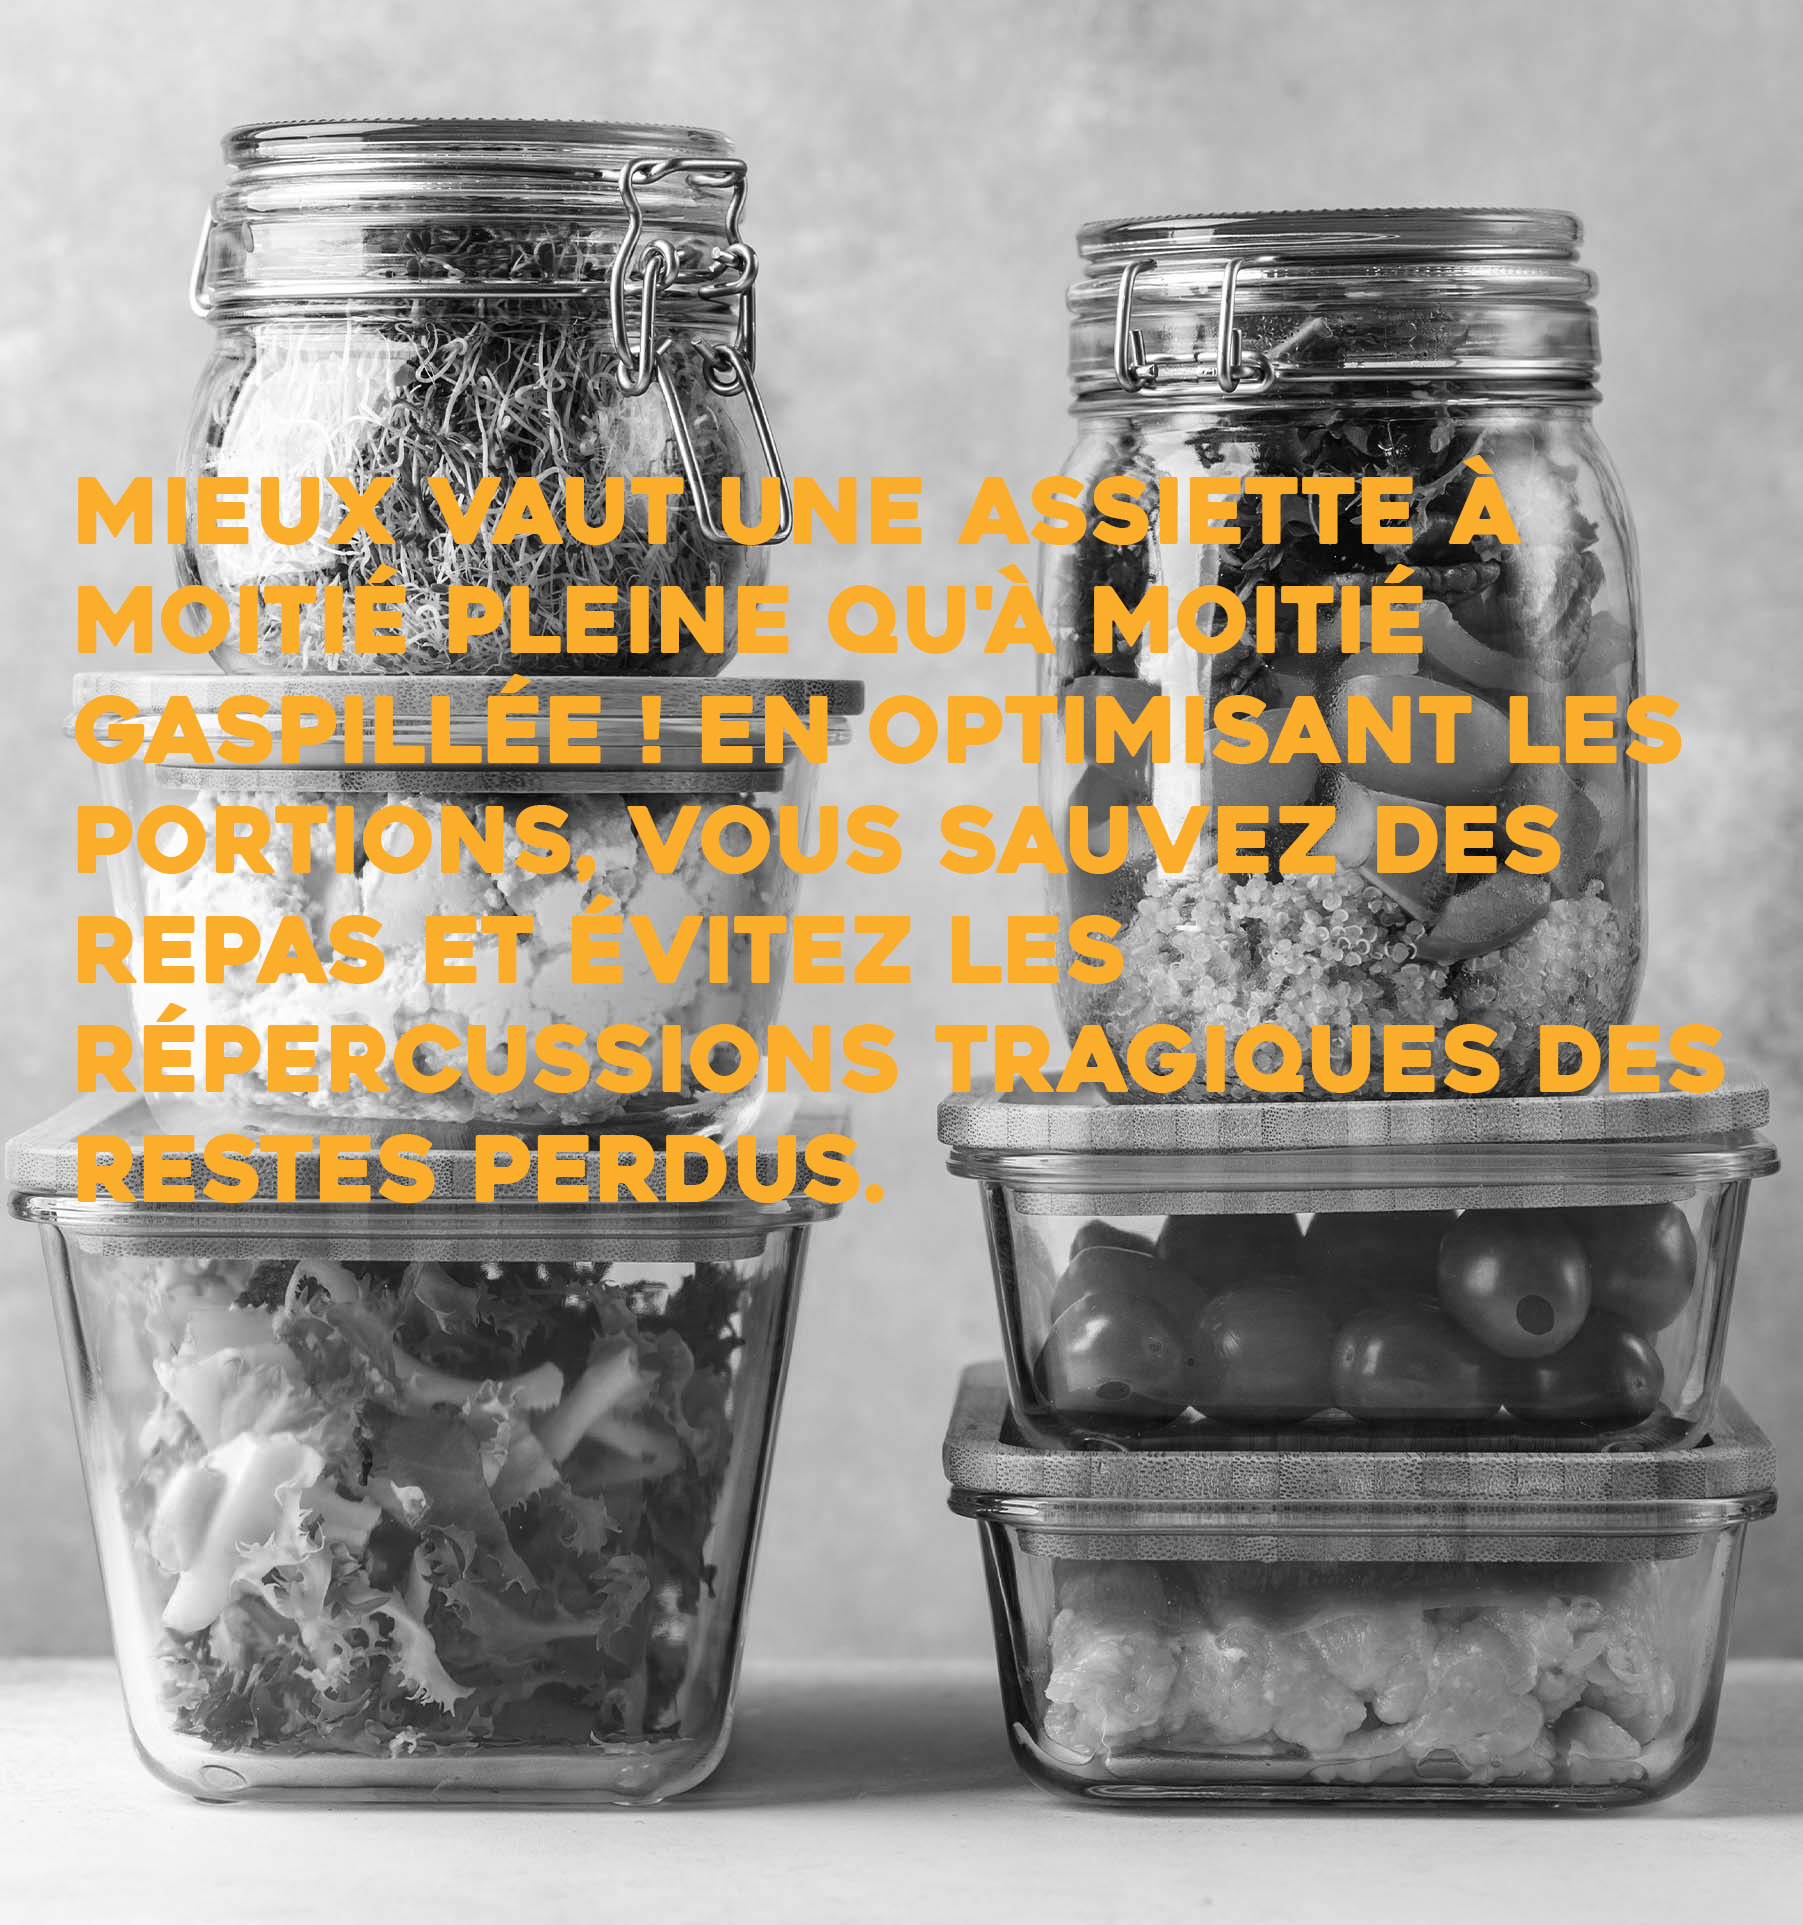 MIEUX VAUT UNE ASSIETTE À
MOITIÉ PLEINE QU'À MOITIÉ
GASPILLÉE ! EN OPTIMISANT LES
PORTIONS, VOUS SAUVEZ DES
REPAS ET ÉVITEZ LES
RÉPERCUSSIONS TRAGIQUES DES
RESTES PERDUS.